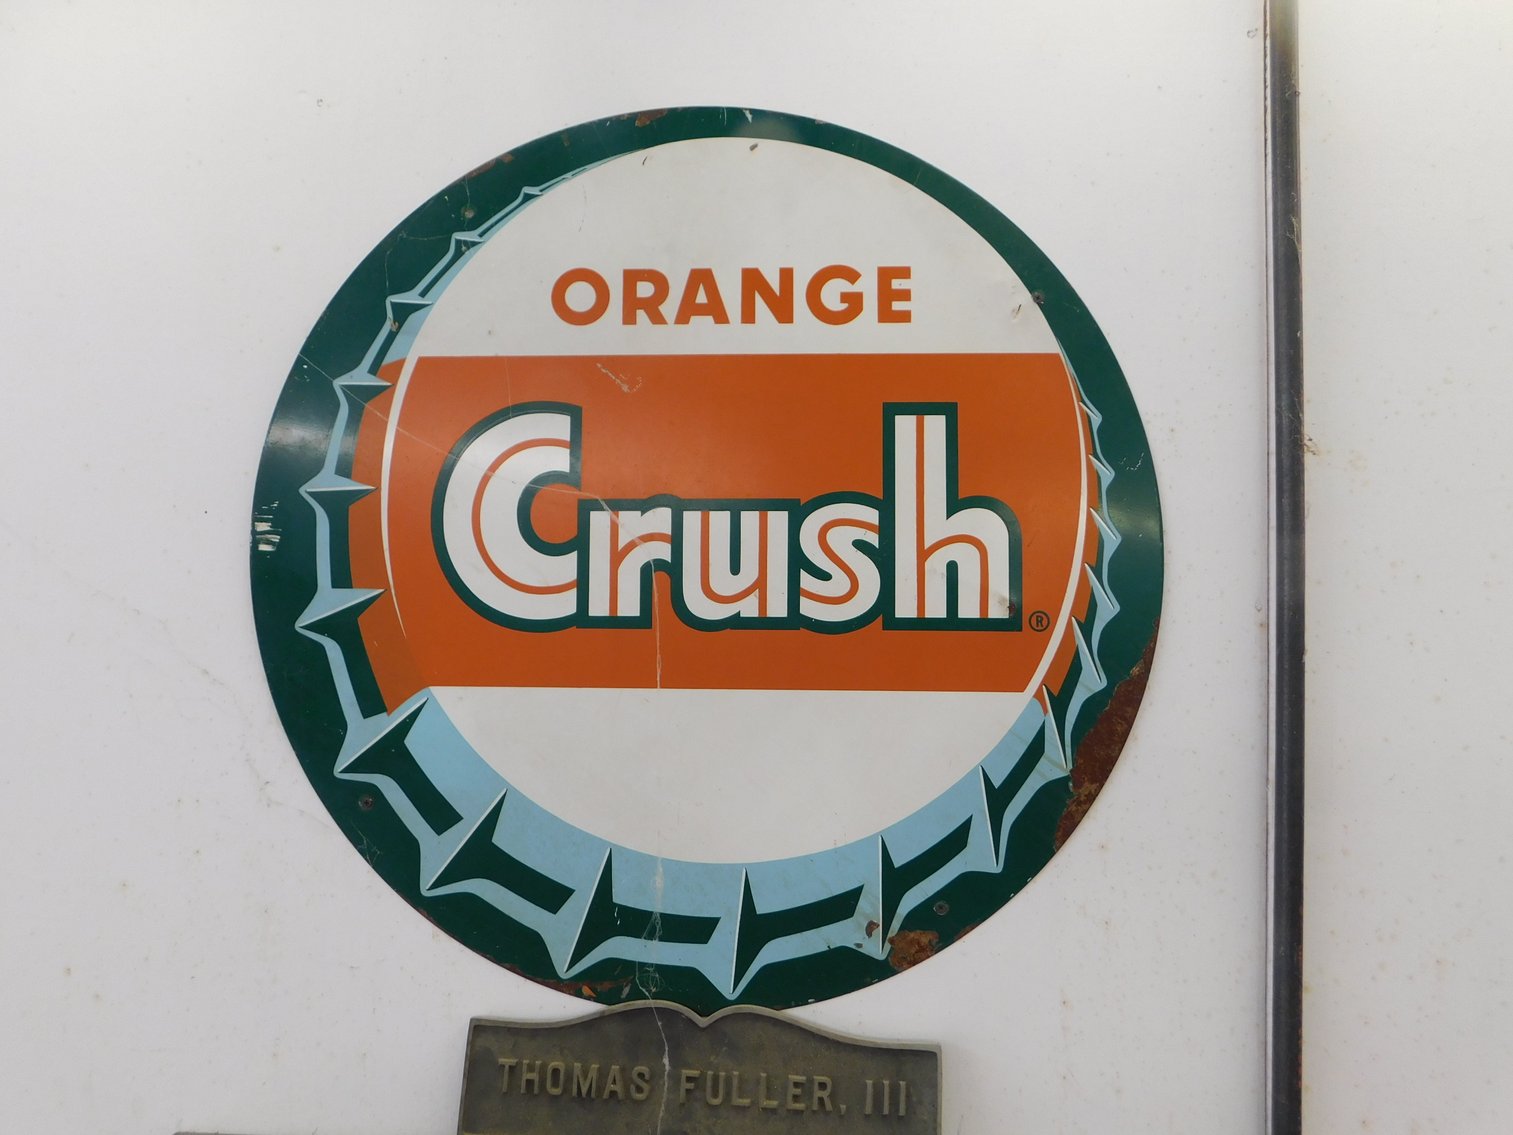 ORANGE
Crush ®
THOMAS FULLER, III